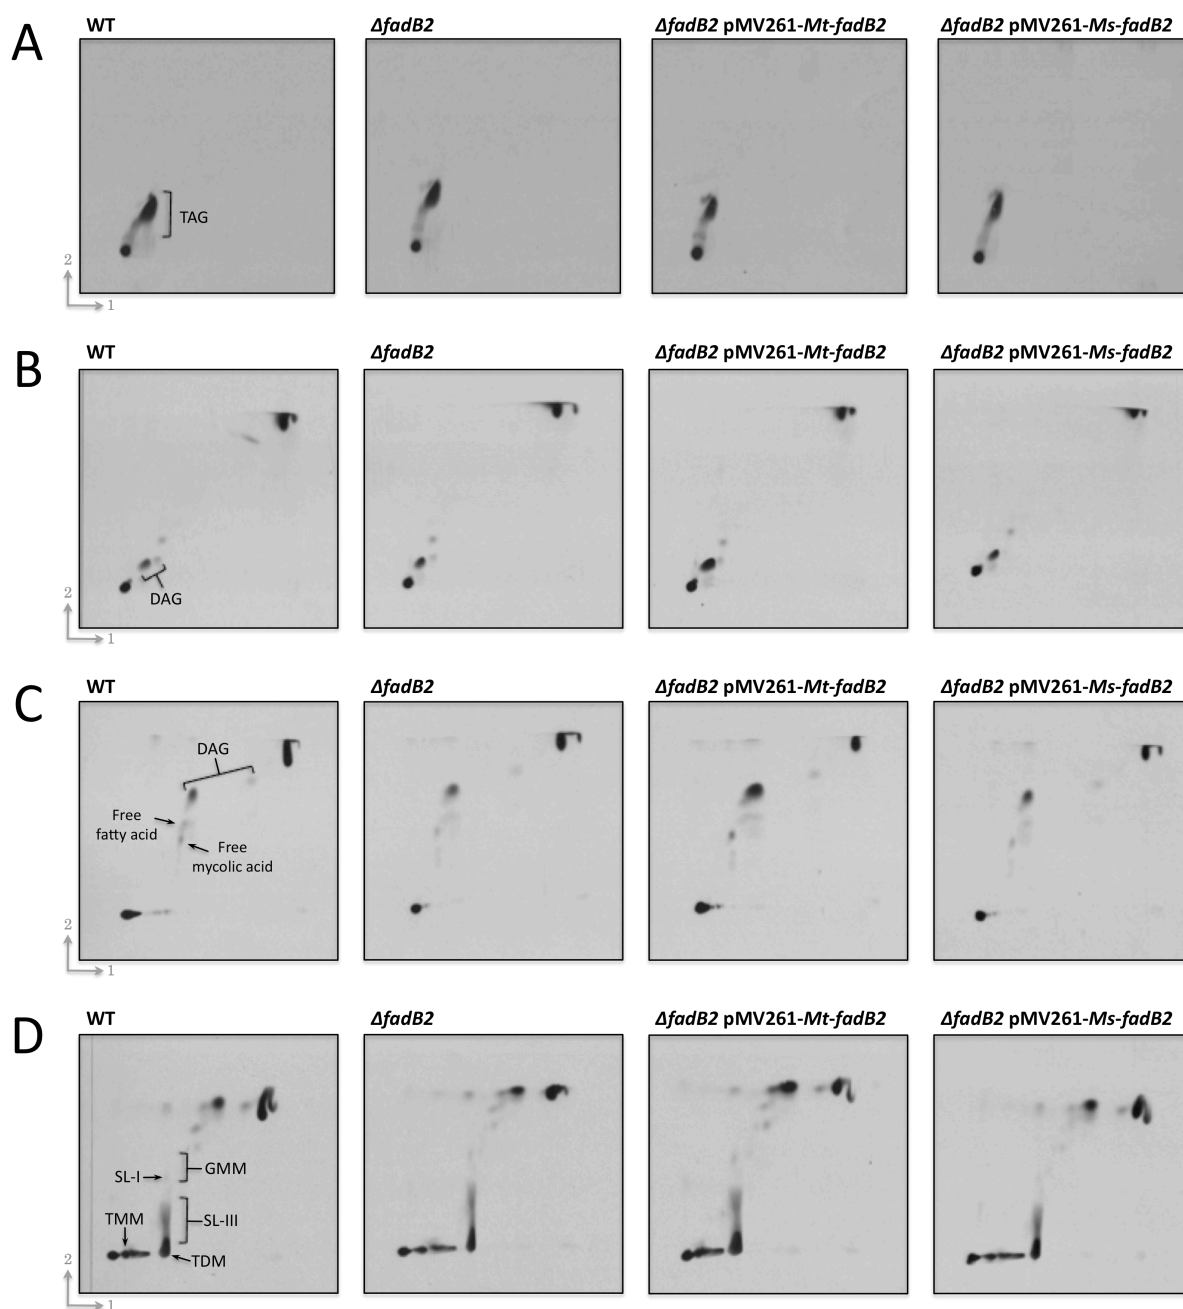 A
WT
ΔfadB2
ΔfadB2 pMV261-Mt-fadB2
ΔfadB2 pMV261-Ms-fadB2
TAG
2
1
B
WT
ΔfadB2
ΔfadB2 pMV261-Mt-fadB2
ΔfadB2 pMV261-Ms-fadB2
DAG
2
1
C
WT
ΔfadB2
ΔfadB2 pMV261-Mt-fadB2
ΔfadB2 pMV261-Ms-fadB2
DAG
Free
fatty acid
Free
mycolic acid
2
1
D
WT
ΔfadB2
ΔfadB2 pMV261-Mt-fadB2
ΔfadB2 pMV261-Ms-fadB2
GMM
SL-I
SL-III
TMM
TDM
2
1